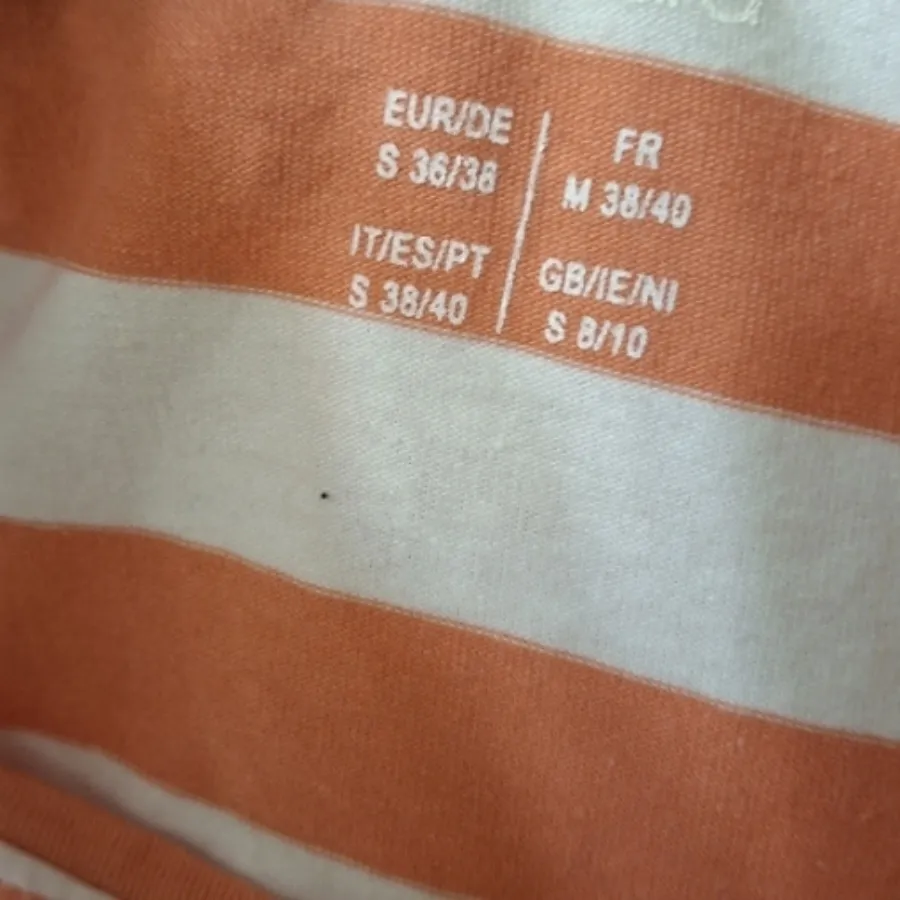 EUR/DE
S 36/38
FR
M 38/40
IT/ES/PT
S 38/40
GB/IE/NI
S 8/10